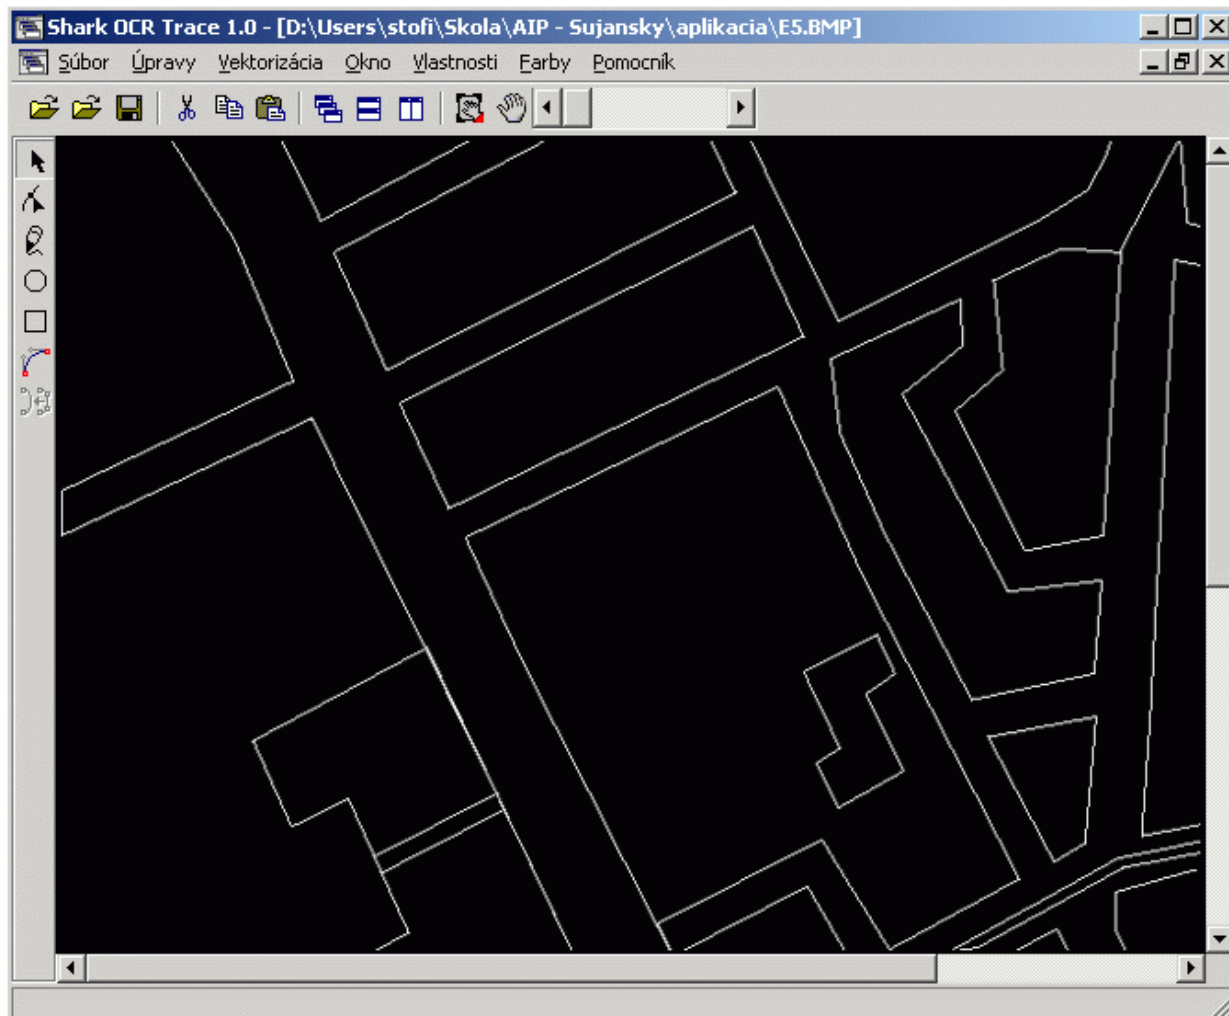 Shark OCR Trace 1.0 - [D:\Users\stofi\Skola\AIP - Sujansky\aplikacia\E5.BMP]
Súbor Úpravy Vektorizácia Okno Vlastnosti Farby Pomocník